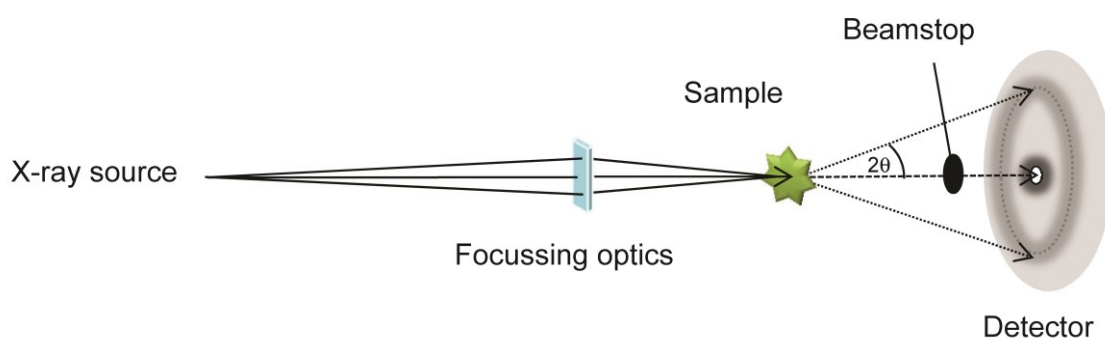 Beamstop
Sample
X-ray source
2θ
Focussing optics
Detector